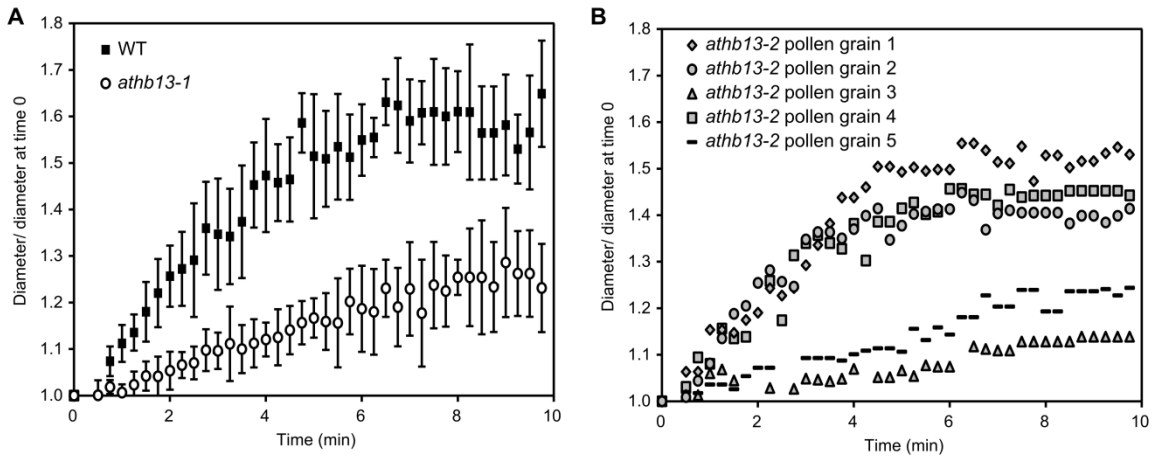 A
1.8
1.7
1.6
1.5
1.4
1.3
1.2
1.1
1.0
Diameter/ diameter at time 0
WT
athb13-1
0 2 4 6 8 10
Time (min)
B
1.8
1.7
1.6
1.5
1.4
1.3
1.2
1.1
1.0
Diameter/ diameter at time 0
athb13-2 pollen grain 1
athb13-2 pollen grain 2
athb13-2 pollen grain 3
athb13-2 pollen grain 4
athb13-2 pollen grain 5
0 2 4 6 8 10
Time (min)